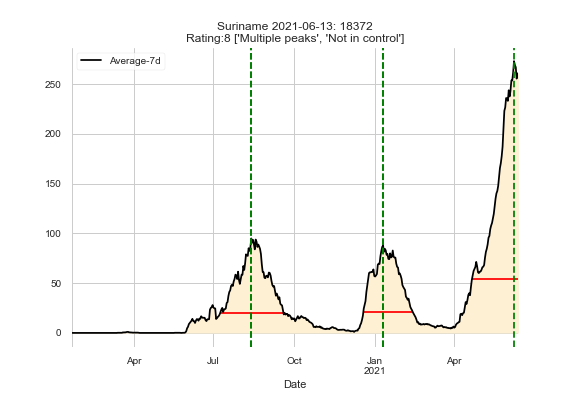 Suriname 2021-06-13: 18372
Rating:8 ['Multiple peaks', 'Not in control']
Average-7d
250
200
150
100
50
0
Apr
Jul
Oct
Jan
2021
Apr
Date